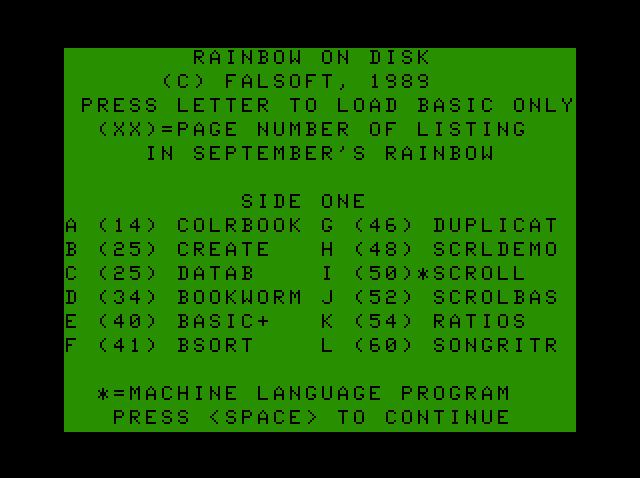 RAINBOW ON DISK
(C) FALSOFT, 1989
PRESS LETTER TO LOAD BASIC ONLY
(XX)=PAGE NUMBER OF LISTING
IN SEPTEMBER'S RAINBOW
SIDE ONE
A (14) COLRBOOK G (46) DUPLICAT
B (25) CREATE H (48) SCRLDEMO
C (25) DATAB I (50)*SCROLL
D (34) BOOKWORM J (52) SCROLBAS
E (40) BASIC+ K (54) RATIOS
F (41) BSORT L (60) SONGRITR
*=MACHINE LANGUAGE PROGRAM
PRESS <SPACE> TO CONTINUE